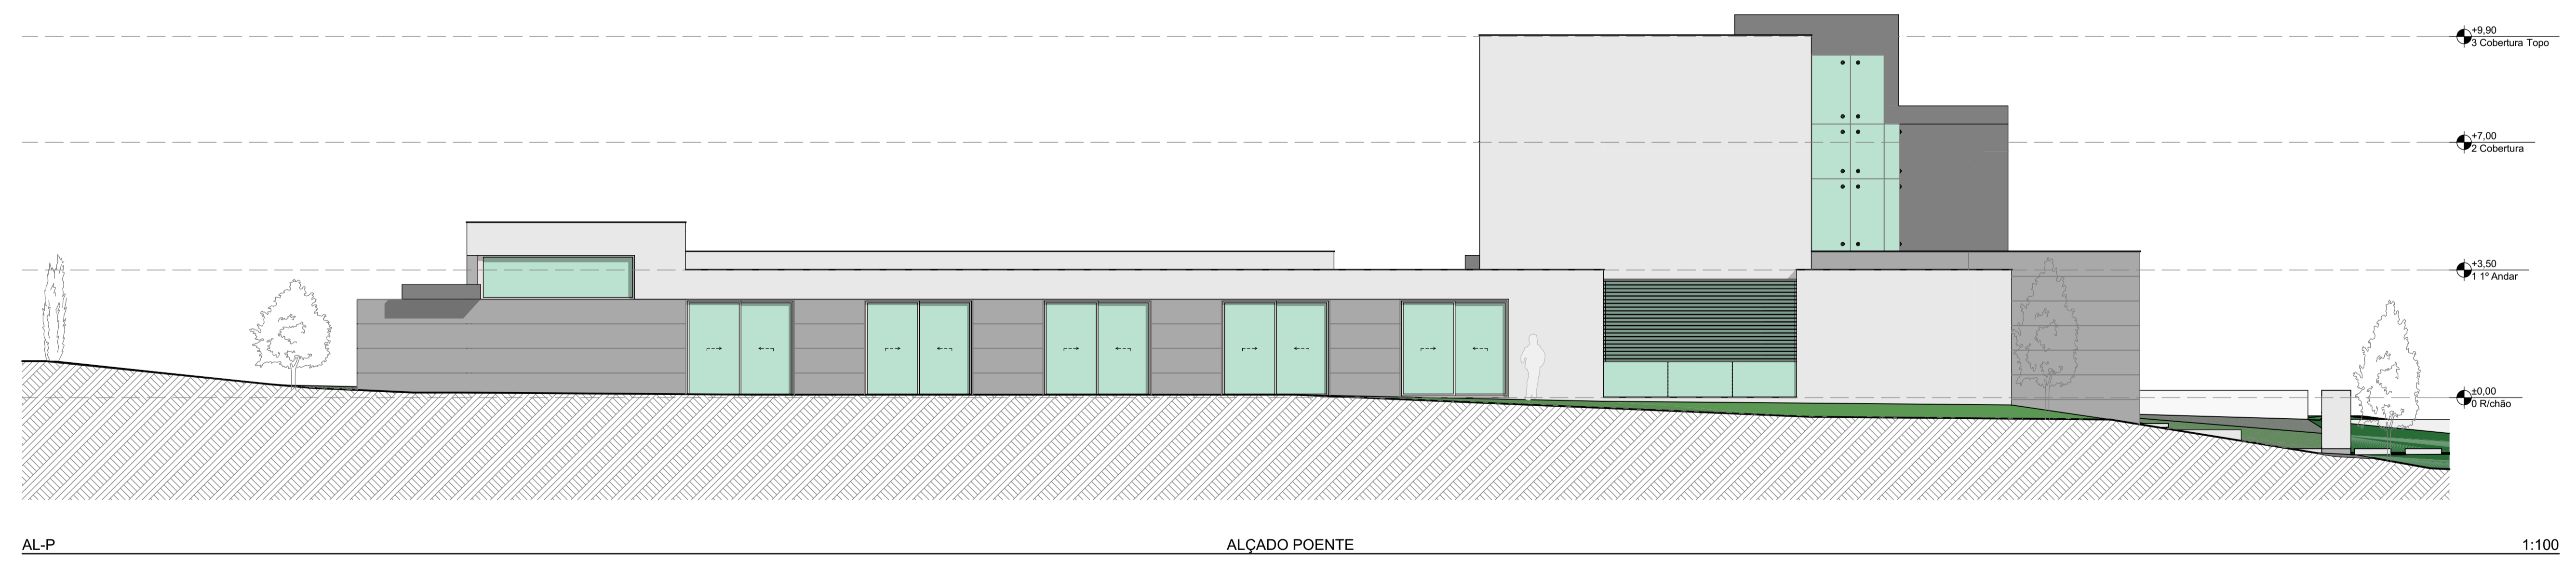 +9,90
3 Cobertura Topo
+7,00
2 Cobertura
+3,50
1 1º Andar
±0,00
0 R/chão
AL-P
ALÇADO POENTE
1:100